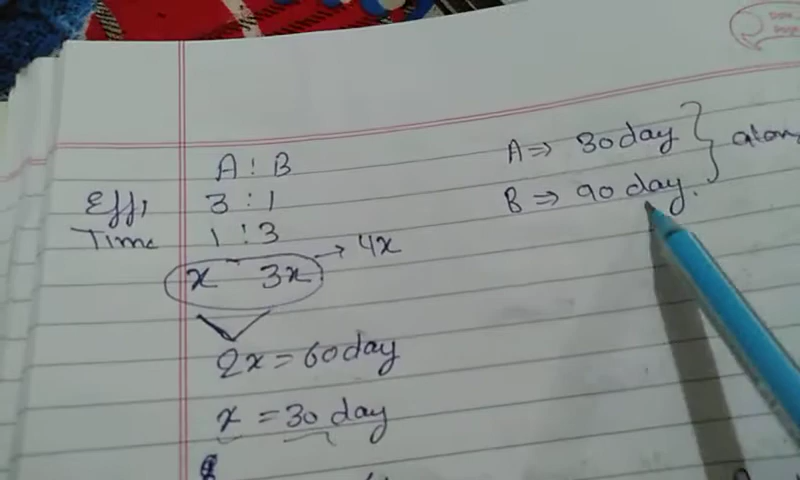 A : B
Effi 3 : 1
Time 1 : 3
x 3x → 4x
2x = 60 day
x = 30 day
A ⇒ 30 day
B ⇒ 90 day.